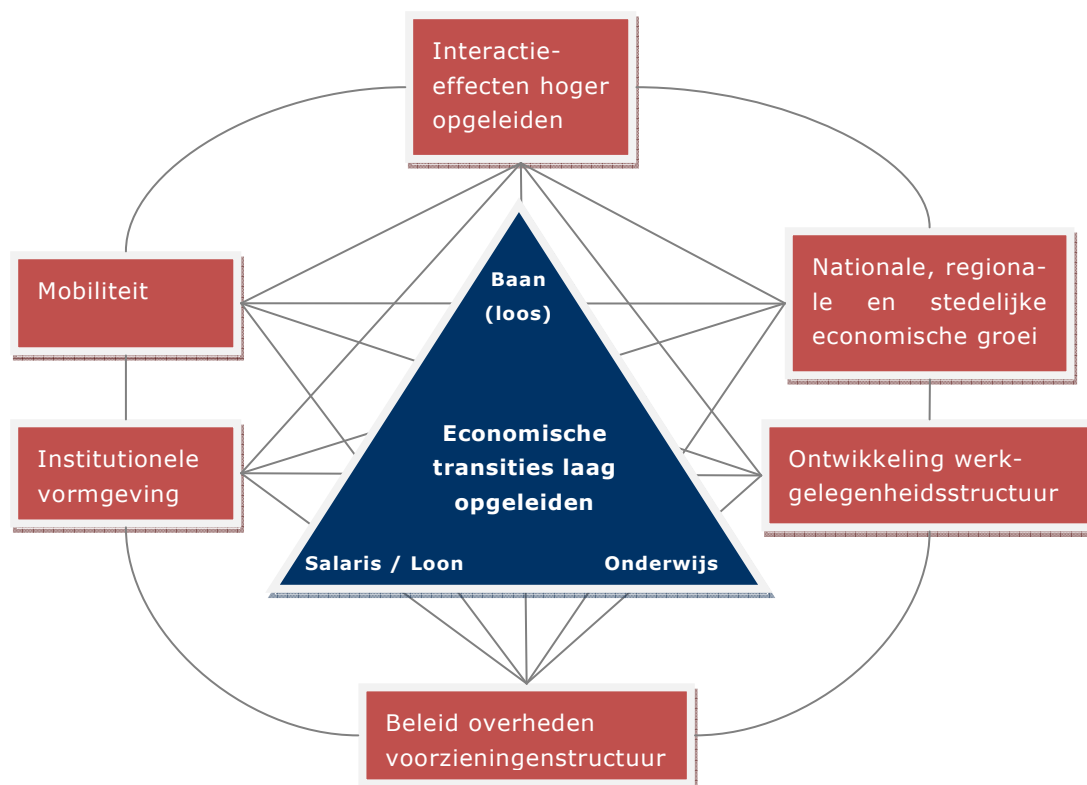 Interactie-
effecten hoger
opgeleiden
Mobiliteit
Baan
(loos)
Nationale, regiona-
le en stedelijke
economische groei
Institutionele
vormgeving
Economische
transities laag
opgeleiden
Ontwikkeling werk-
gelegenheidsstructuur
Salaris / Loon
Onderwijs
Beleid overheden
voorzieningenstructuur